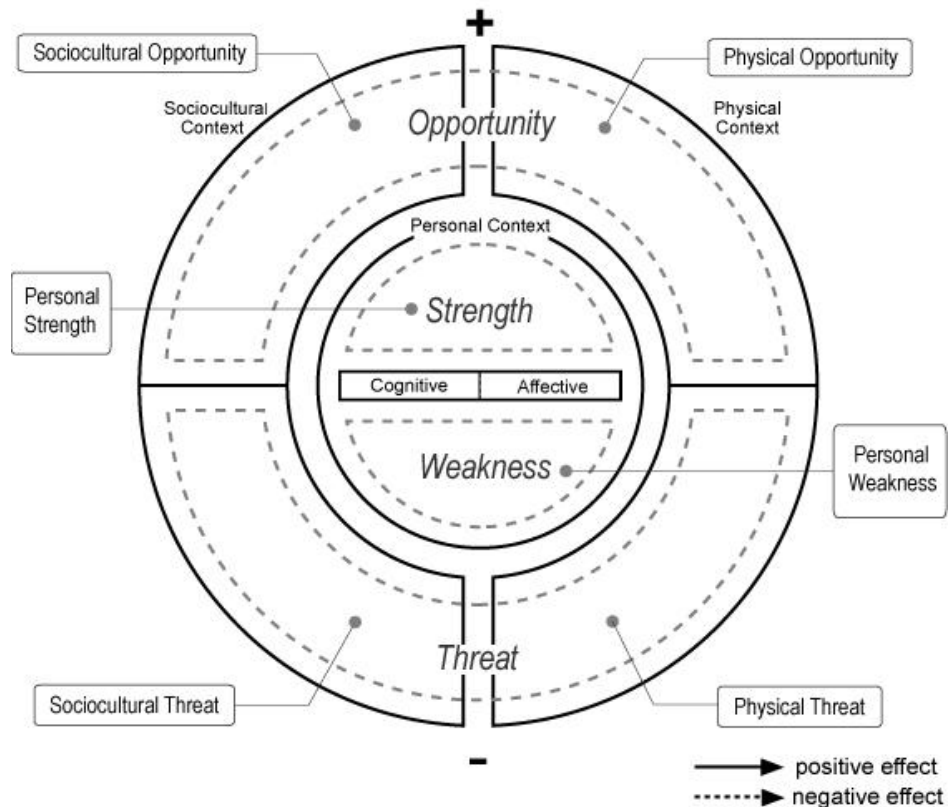 +
Sociocultural Opportunity
Physical Opportunity
Sociocultural
Context
Physical
Context
Opportunity
Personal Context
Personal
Strength
Strength
Cognitive
Affective
Weakness
Personal
Weakness
Threat
Sociocultural Threat
Physical Threat
-
positive effect
negative effect